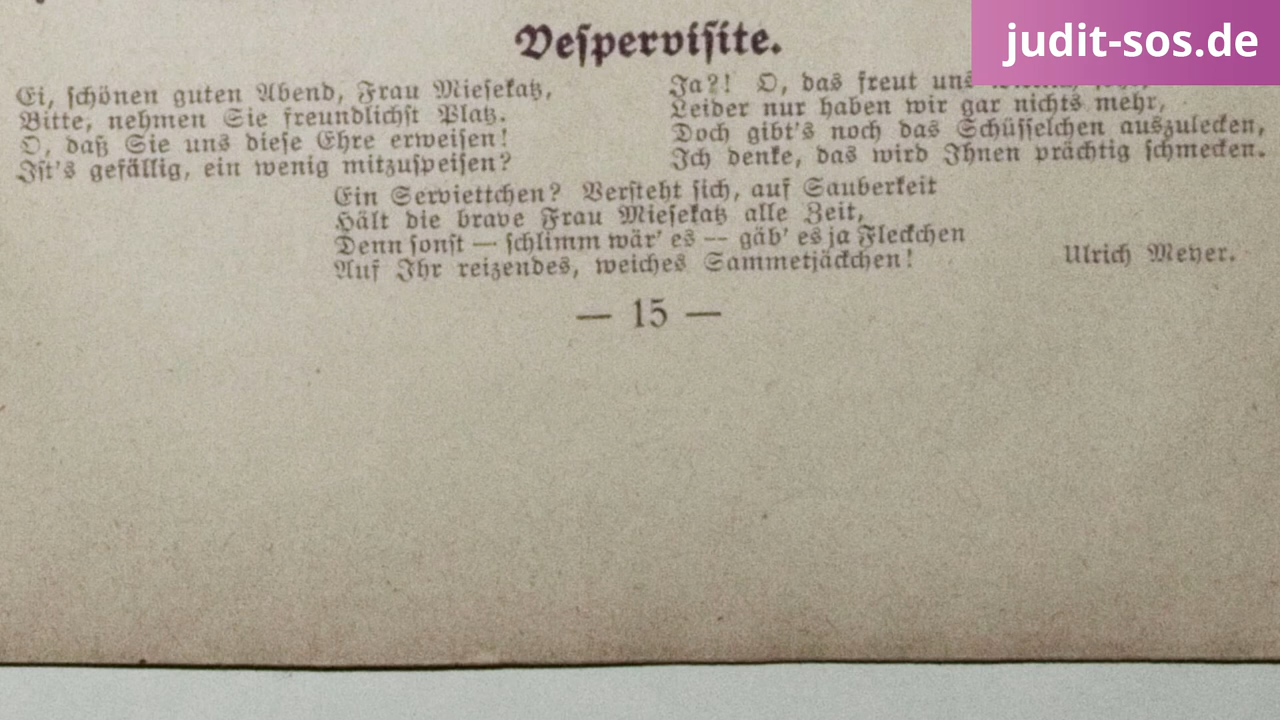 Vespervisite.
judit-sos.de
Ei, schönen guten Abend, Frau Miesekatz,
Bitte, nehmen Sie freundlichst Platz.
O, daß Sie uns diese Ehre erweisen!
Ist's gefällig, ein wenig mitzuspeisen?
Ja?! O, das freut uns
Leider nur haben wir gar nichts mehr,
Doch gibt's noch das Schüsselchen auszulecken,
Ich denke, das wird Ihnen prächtig schmecken.
Ein Serviettchen? Versteht sich, auf Sauberkeit
Hält die brave Frau Miesekatz alle Zeit,
Denn sonst — schlimm wär' es — gäb' es ja Fleckchen
Auf Ihr reizendes, weiches Sammetjäckchen!
Ulrich Meyer.
— 15 —